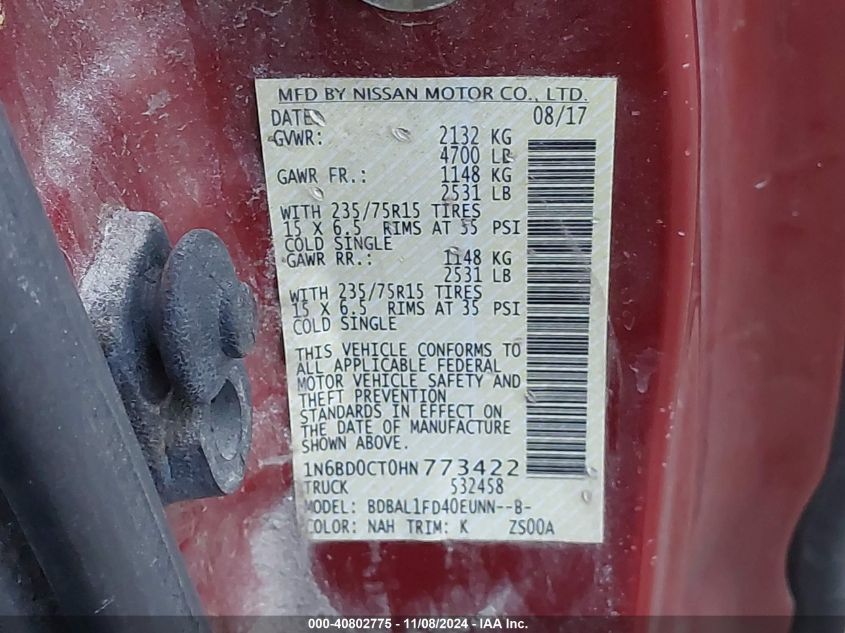 MFD BY NISSAN MOTOR CO., LTD.
DATE 08/17
GVWR: 2132 KG
4700 LB
GAWR FR.: 1148 KG
2531 LB
WITH 235/75R15 TIRES
15 X 6.5 RIMS AT 35 PSI
COLD SINGLE
GAWR RR.: 1148 KG
2531 LB
WITH 235/75R15 TIRES
15 X 6.5 RIMS AT 35 PSI
COLD SINGLE
THIS VEHICLE CONFORMS TO
ALL APPLICABLE FEDERAL
MOTOR VEHICLE SAFETY AND
THEFT PREVENTION
STANDARDS IN EFFECT ON
THE DATE OF MANUFACTURE
SHOWN ABOVE.
1N6BD0CT0HN773422
TRUCK 532458
MODEL: BDBAL1FD40EUNN--B-
COLOR: NAH TRIM: K ZS00A
000-40802775 - 11/08/2024 - IAA Inc.